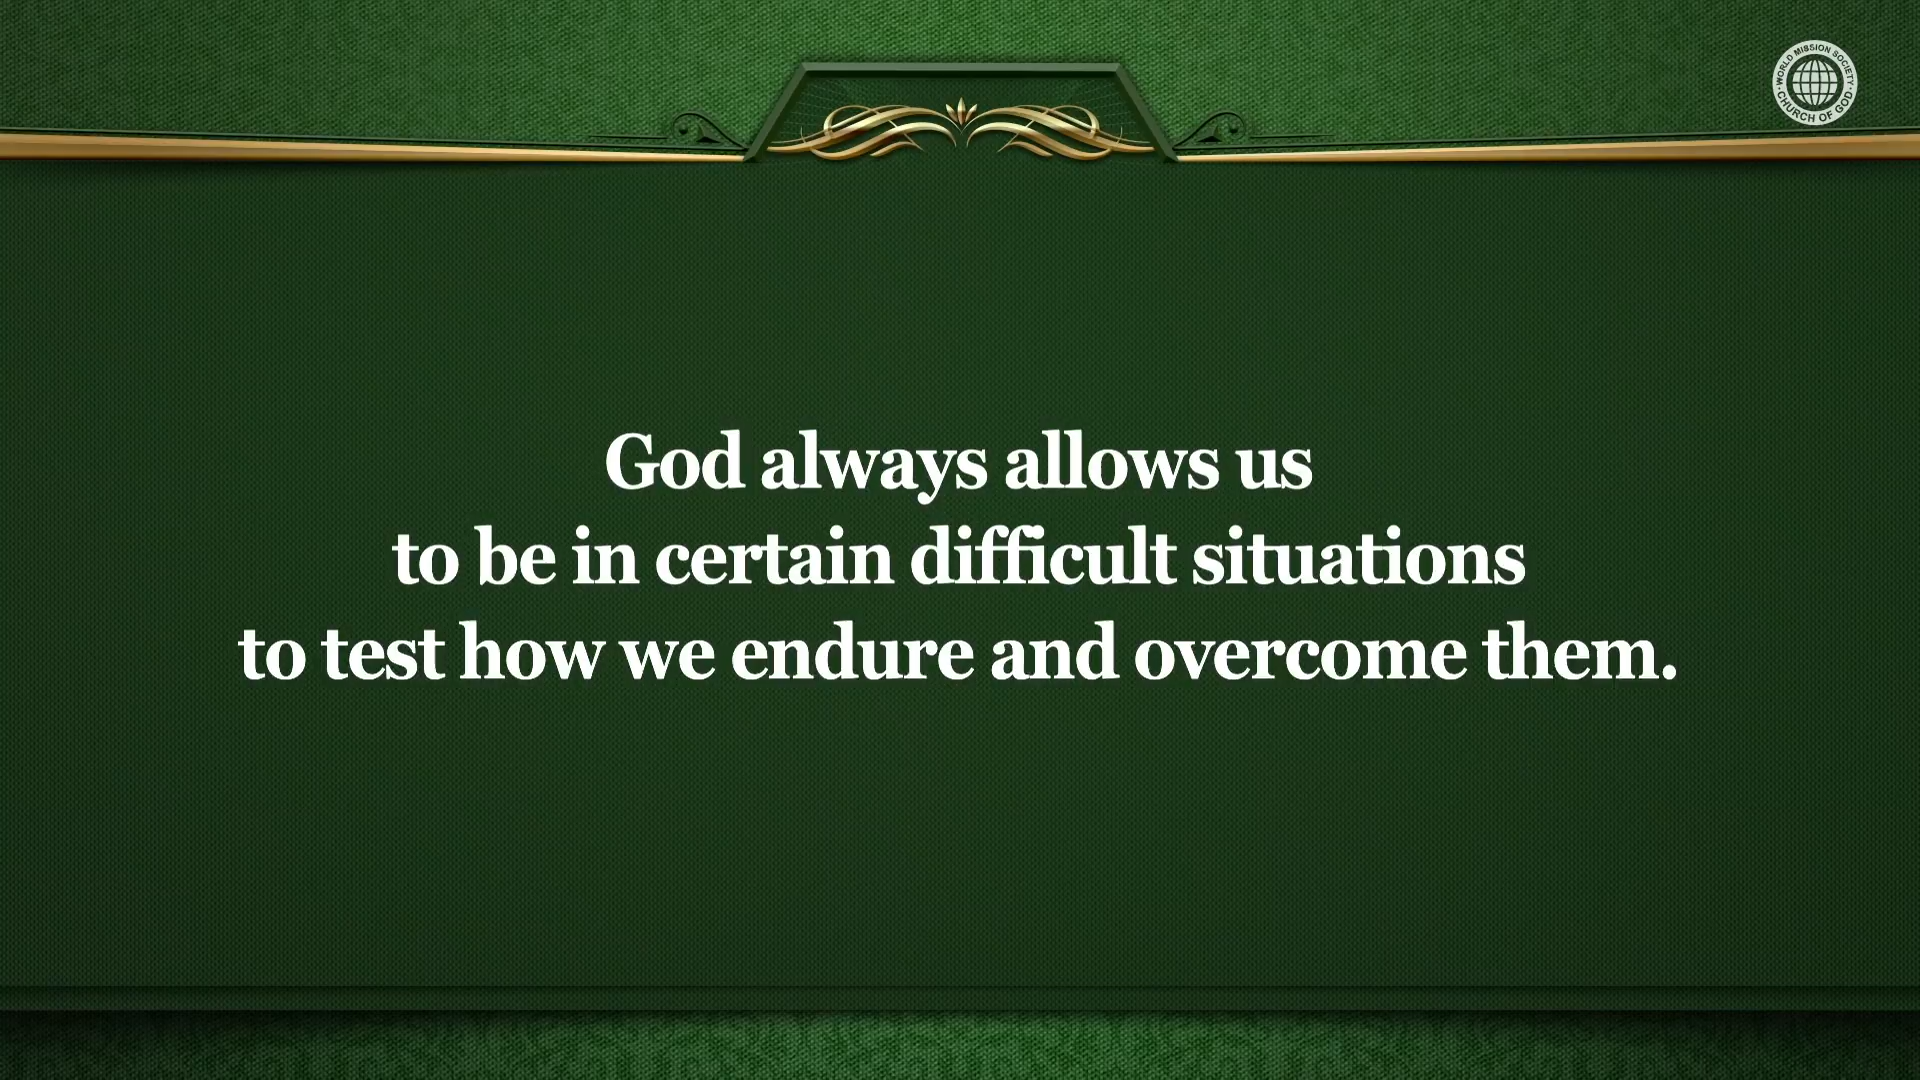 WORLD MISSION SOCIETY
CHURCH OF GOD
God always allows us
to be in certain difficult situations
to test how we endure and overcome them.